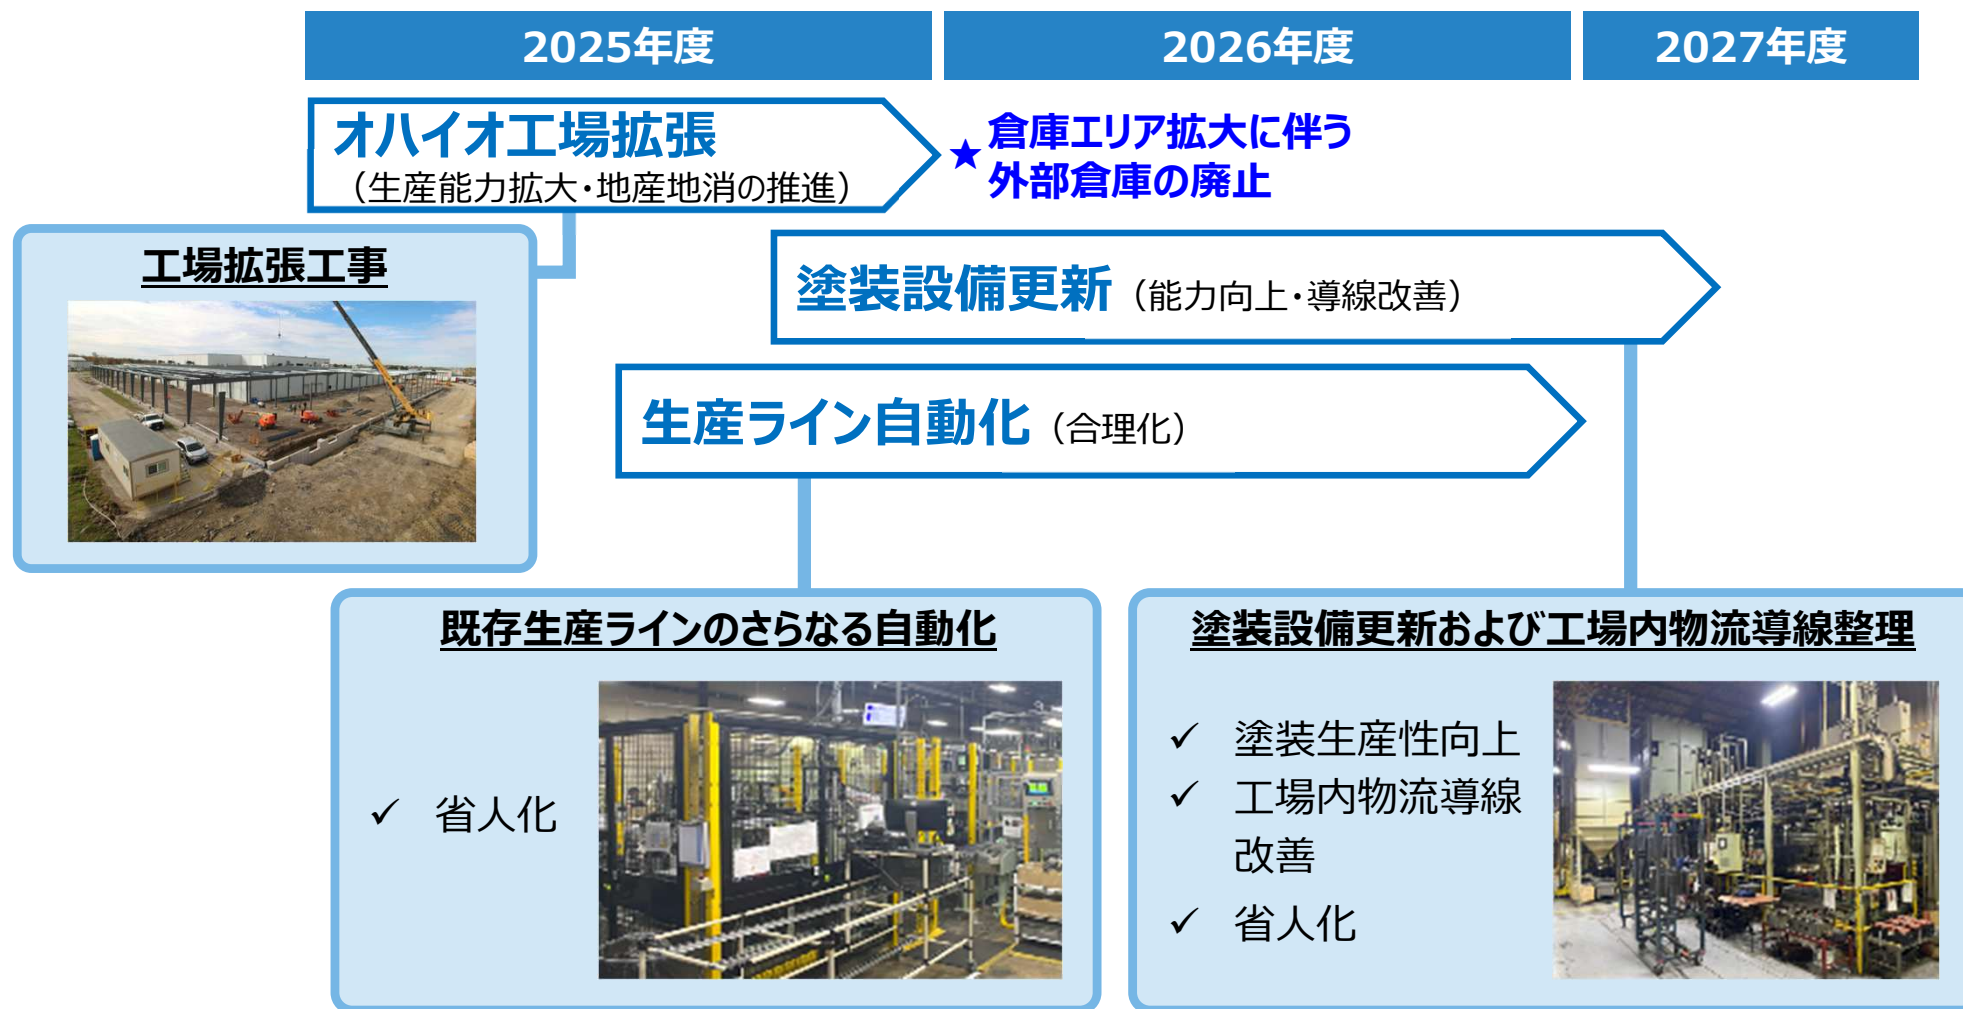 2025年度
2026年度
2027年度
オハイオ工場拡張
（生産能力拡大・地産地消の推進）
★倉庫エリア拡大に伴う
外部倉庫の廃止
工場拡張工事
塗装設備更新（能力向上・導線改善）
生産ライン自動化（合理化）
既存生産ラインのさらなる自動化
✓ 省人化
塗装設備更新および工場内物流導線整理
✓ 塗装生産性向上
✓ 工場内物流導線
改善
✓ 省人化